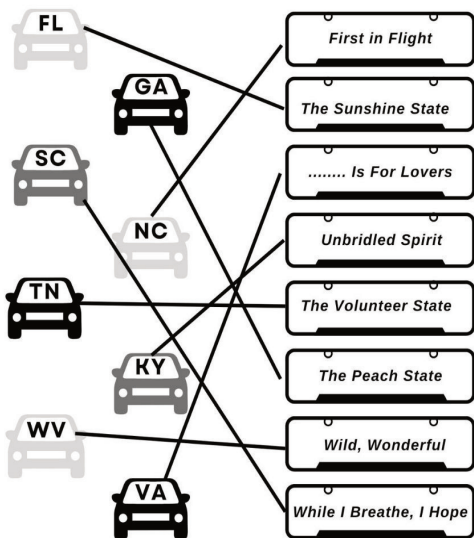 FL
First in Flight
GA
The Sunshine State
SC
........ Is For Lovers
NC
Unbridled Spirit
TN
The Volunteer State
KY
The Peach State
WV
Wild, Wonderful
VA
While I Breathe, I Hope